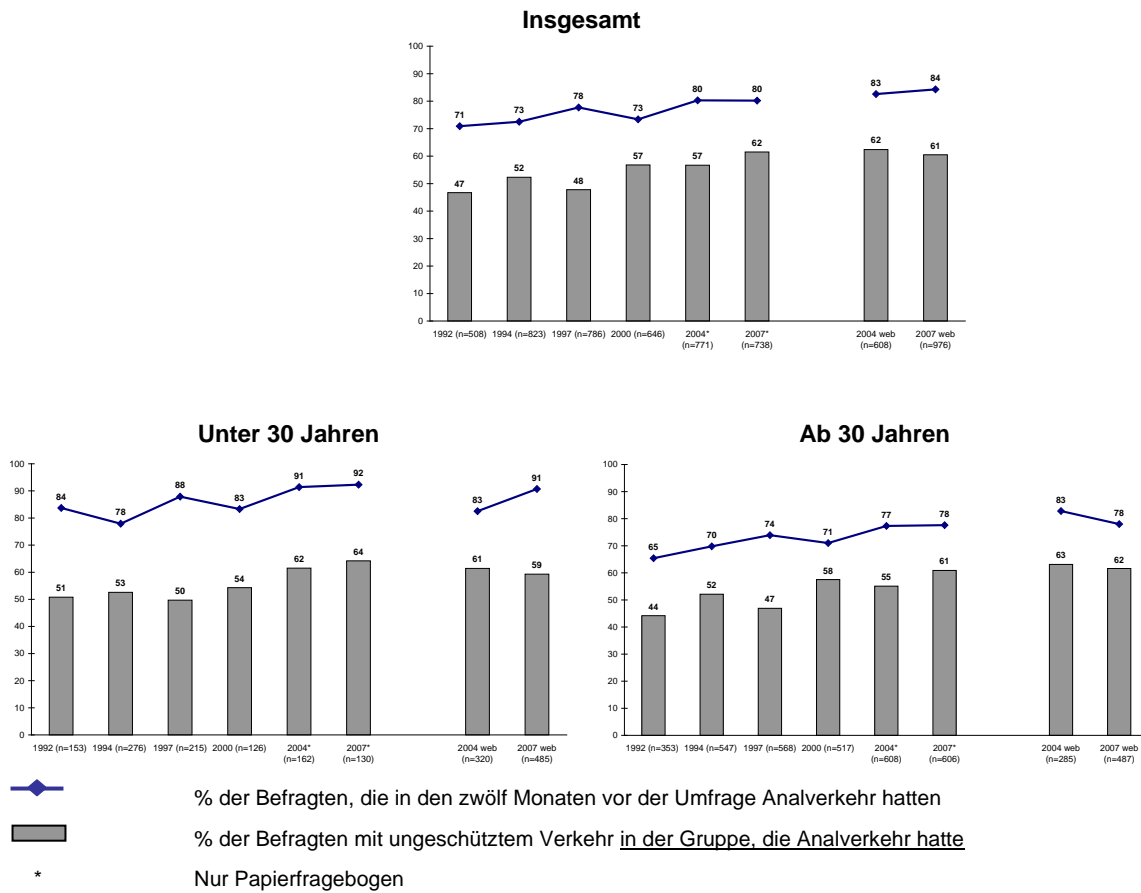 Insgesamt
100
90
80
70
60
50
40
30
20
10
0
71 73 78 73 80 80 83 84
47 52 48 57 57 62 62 61
1992 (n=508) 1994 (n=823) 1997 (n=786) 2000 (n=646) 2004* 2007* 2004 web 2007 web
(n=771) (n=738) (n=608) (n=976)
Unter 30 Jahren
100
90
80
70
60
50
40
30
20
10
0
84 78 88 83 91 92 83 91
51 53 50 54 62 64 61 59
1992 (n=153) 1994 (n=276) 1997 (n=215) 2000 (n=126) 2004* 2007* 2004 web 2007 web
(n=162) (n=130) (n=320) (n=485)
Ab 30 Jahren
100
90
80
70
60
50
40
30
20
10
0
65 70 74 71 77 78 83 78
44 52 47 58 55 61 63 62
1992 (n=353) 1994 (n=547) 1997 (n=568) 2000 (n=517) 2004* 2007* 2004 web 2007 web
(n=608) (n=606) (n=285) (n=487)
% der Befragten, die in den zwölf Monaten vor der Umfrage Analverkehr hatten
% der Befragten mit ungeschütztem Verkehr in der Gruppe, die Analverkehr hatte
* Nur Papierfragebogen